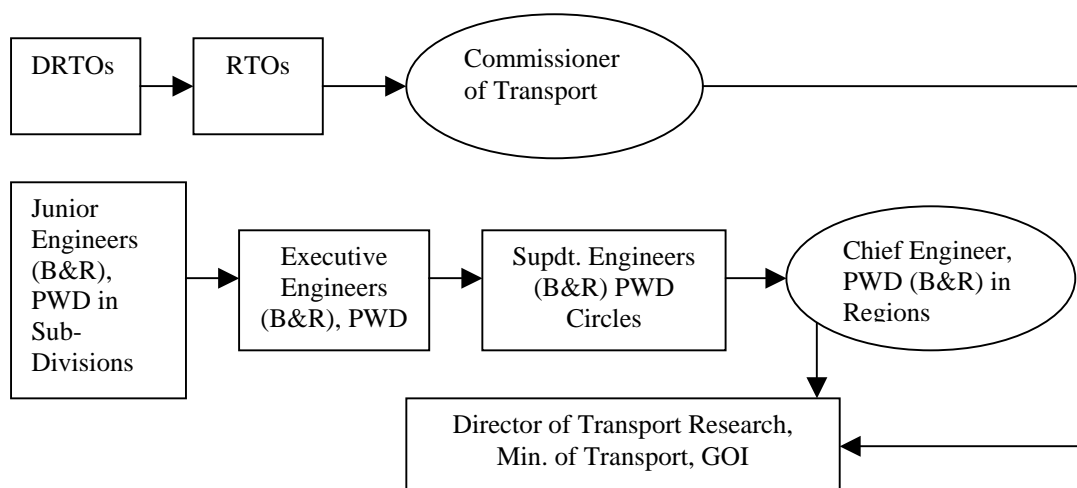 DRTOs
RTOs
Commissioner
of Transport
Junior
Engineers
(B&R),
PWD in
Sub-
Divisions
Executive
Engineers
(B&R), PWD
Supdt. Engineers
(B&R) PWD
Circles
Chief Engineer,
PWD (B&R) in
Regions
Director of Transport Research,
Min. of Transport, GOI